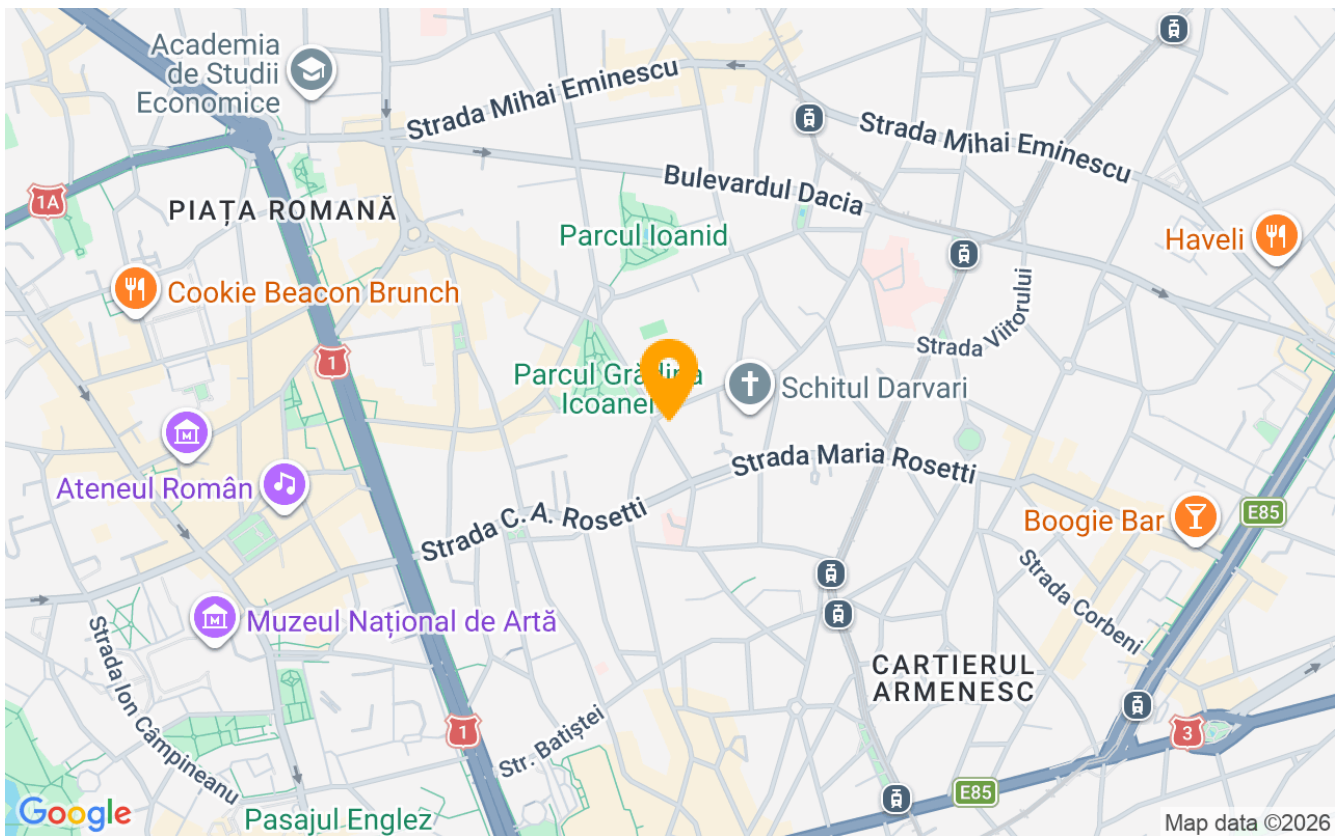 Academia
de Studii
Economice
Strada Mihai Eminescu
Strada Mihai Eminescu
Bulevardul Dacia
1A
PIAȚA ROMANĂ
Parcul Ioanid
Haveli
Cookie Beacon Brunch
Strada Viitorului
1
Parcul Grădina
Icoanei
Schitul Darvari
Strada Maria Rosetti
Ateneul Român
Strada C. A. Rosetti
Boogie Bar
E85
Strada Corbeni
Muzeul Național de Artă
Strada Ion Câmpineanu
CARTIERUL
ARMENESC
1
3
Str. Batiștei
E85
Google
Pasajul Englez
Map data ©2026